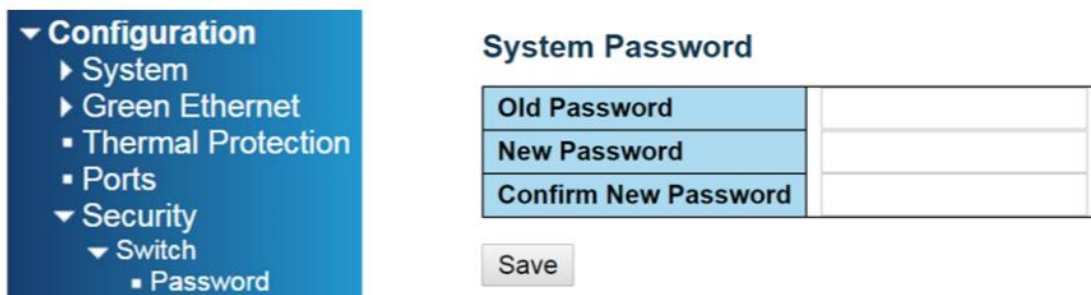 Configuration
System
Green Ethernet
Thermal Protection
Ports
Security
Switch
Password
System Password
Old Password
New Password
Confirm New Password
Save